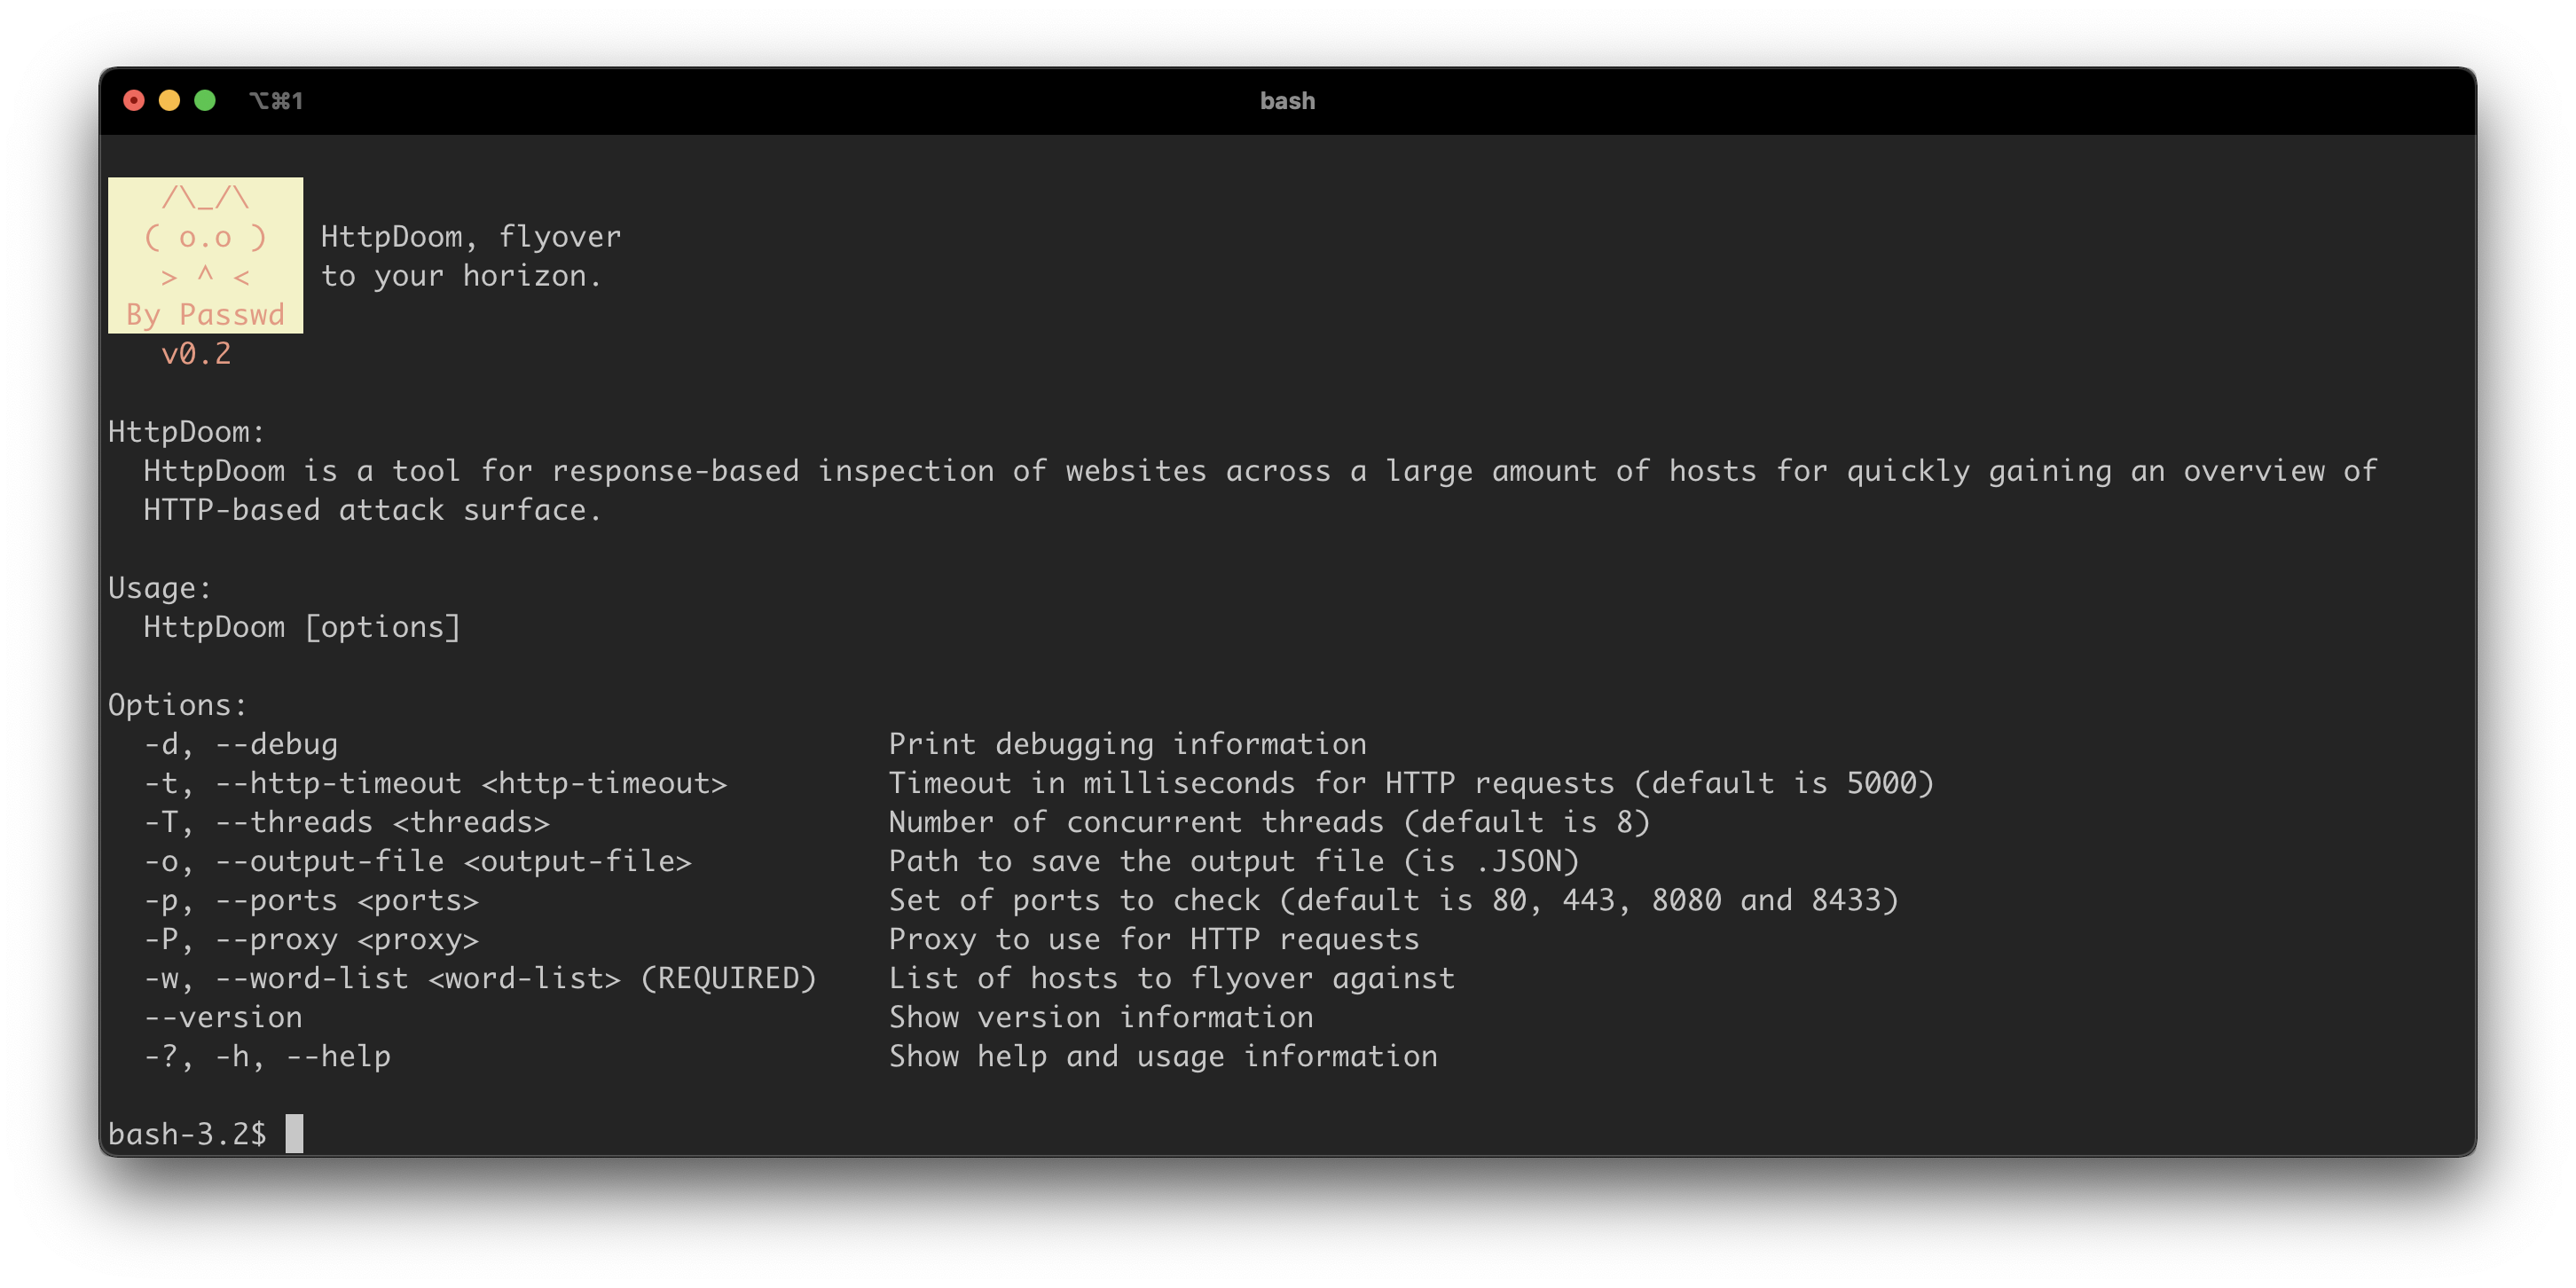 ⌥⌘1 bash
/\_/\
( o.o ) HttpDoom, flyover
> ^ < to your horizon.
By Passwd
v0.2
HttpDoom:
HttpDoom is a tool for response-based inspection of websites across a large amount of hosts for quickly gaining an overview of
HTTP-based attack surface.
Usage:
HttpDoom [options]
Options:
-d, --debug Print debugging information
-t, --http-timeout <http-timeout> Timeout in milliseconds for HTTP requests (default is 5000)
-T, --threads <threads> Number of concurrent threads (default is 8)
-o, --output-file <output-file> Path to save the output file (is .JSON)
-p, --ports <ports> Set of ports to check (default is 80, 443, 8080 and 8433)
-P, --proxy <proxy> Proxy to use for HTTP requests
-w, --word-list <word-list> (REQUIRED) List of hosts to flyover against
--version Show version information
-?, -h, --help Show help and usage information
bash-3.2$